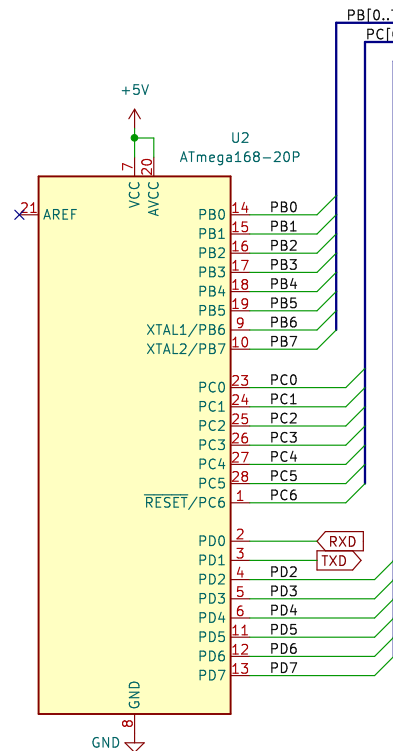 PB[0..
PC[
+5V
U2
ATmega168-20P
7
20
VCC
AVCC
21
AREF
PB0 14 PB0
PB1 15 PB1
PB2 16 PB2
PB3 17 PB3
PB4 18 PB4
PB5 19 PB5
XTAL1/PB6 9 PB6
XTAL2/PB7 10 PB7
PC0 23 PC0
PC1 24 PC1
PC2 25 PC2
PC3 26 PC3
PC4 27 PC4
PC5 28 PC5
RESET/PC6 1 PC6
PD0 2 RXD
PD1 3 TXD
PD2 4 PD2
PD3 5 PD3
PD4 6 PD4
PD5 11 PD5
PD6 12 PD6
PD7 13 PD7
GND
8
GND